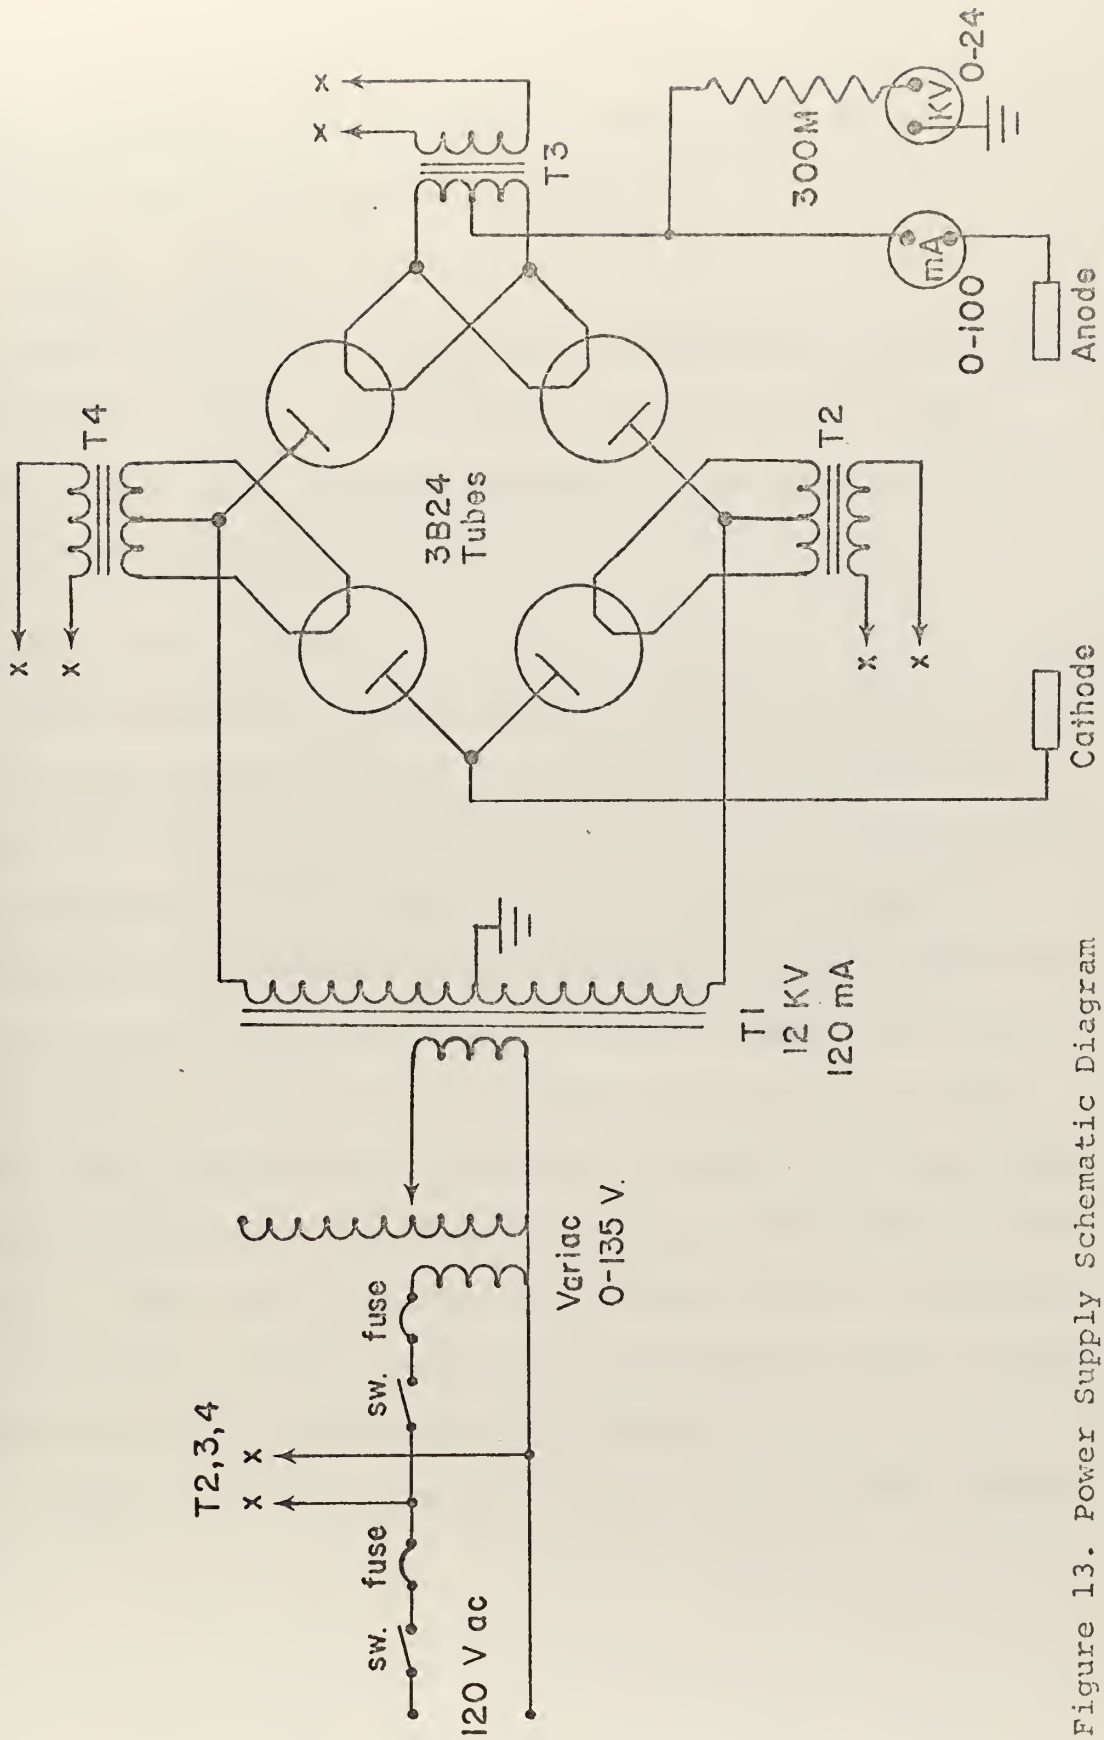 T2,3,4
x x
sw. fuse
sw. fuse
120 V ac
Variac
0-135 V.
T1
12 KV
120 mA
x
x
T4
3B24
Tubes
x
x
T2
x
x
T3
300M
KV
0-24
mA
0-100
Cathode
Anode
Figure 13. Power Supply Schematic Diagram